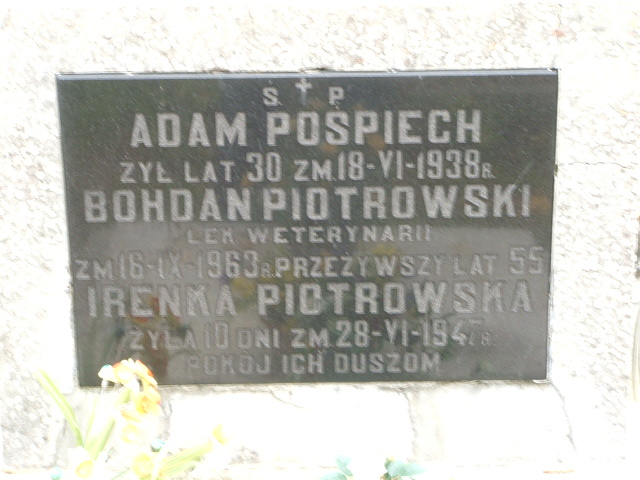 Ś. † P.
ADAM POSPIECH
ŻYŁ LAT 30 ZM. 18-VI-1938 R.
BOHDAN PIOTROWSKI
LEK WETERYNARII
ZM 16-IX-1963 R. PRZEŻYWSZY LAT 55
IRENKA PIOTROWSKA
ŻYŁA 10 DNI ZM. 28-VI-1947 R.
POKÓJ ICH DUSZOM